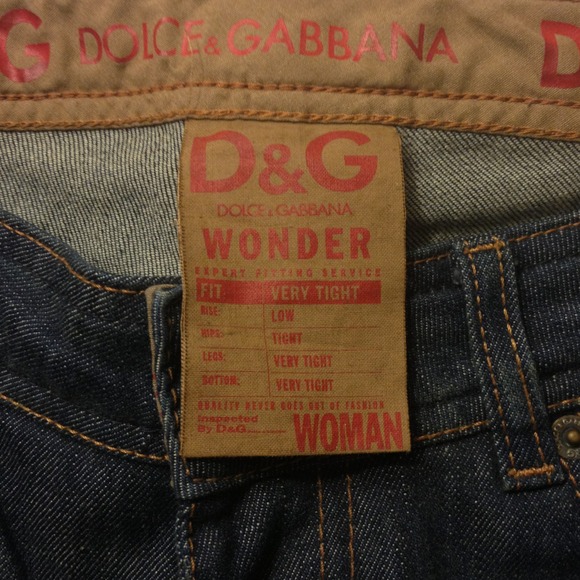 G DOLCE & GABBANA D
D&G
DOLCE & GABBANA
WONDER
EXPERT FITTING SERVICE
FIT: VERY TIGHT
RISE: LOW
HIPS: TIGHT
LEGS: VERY TIGHT
BOTTOM: VERY TIGHT
QUALITY NEVER GOES OUT OF FASHION
Inspected
By D&G
WOMAN